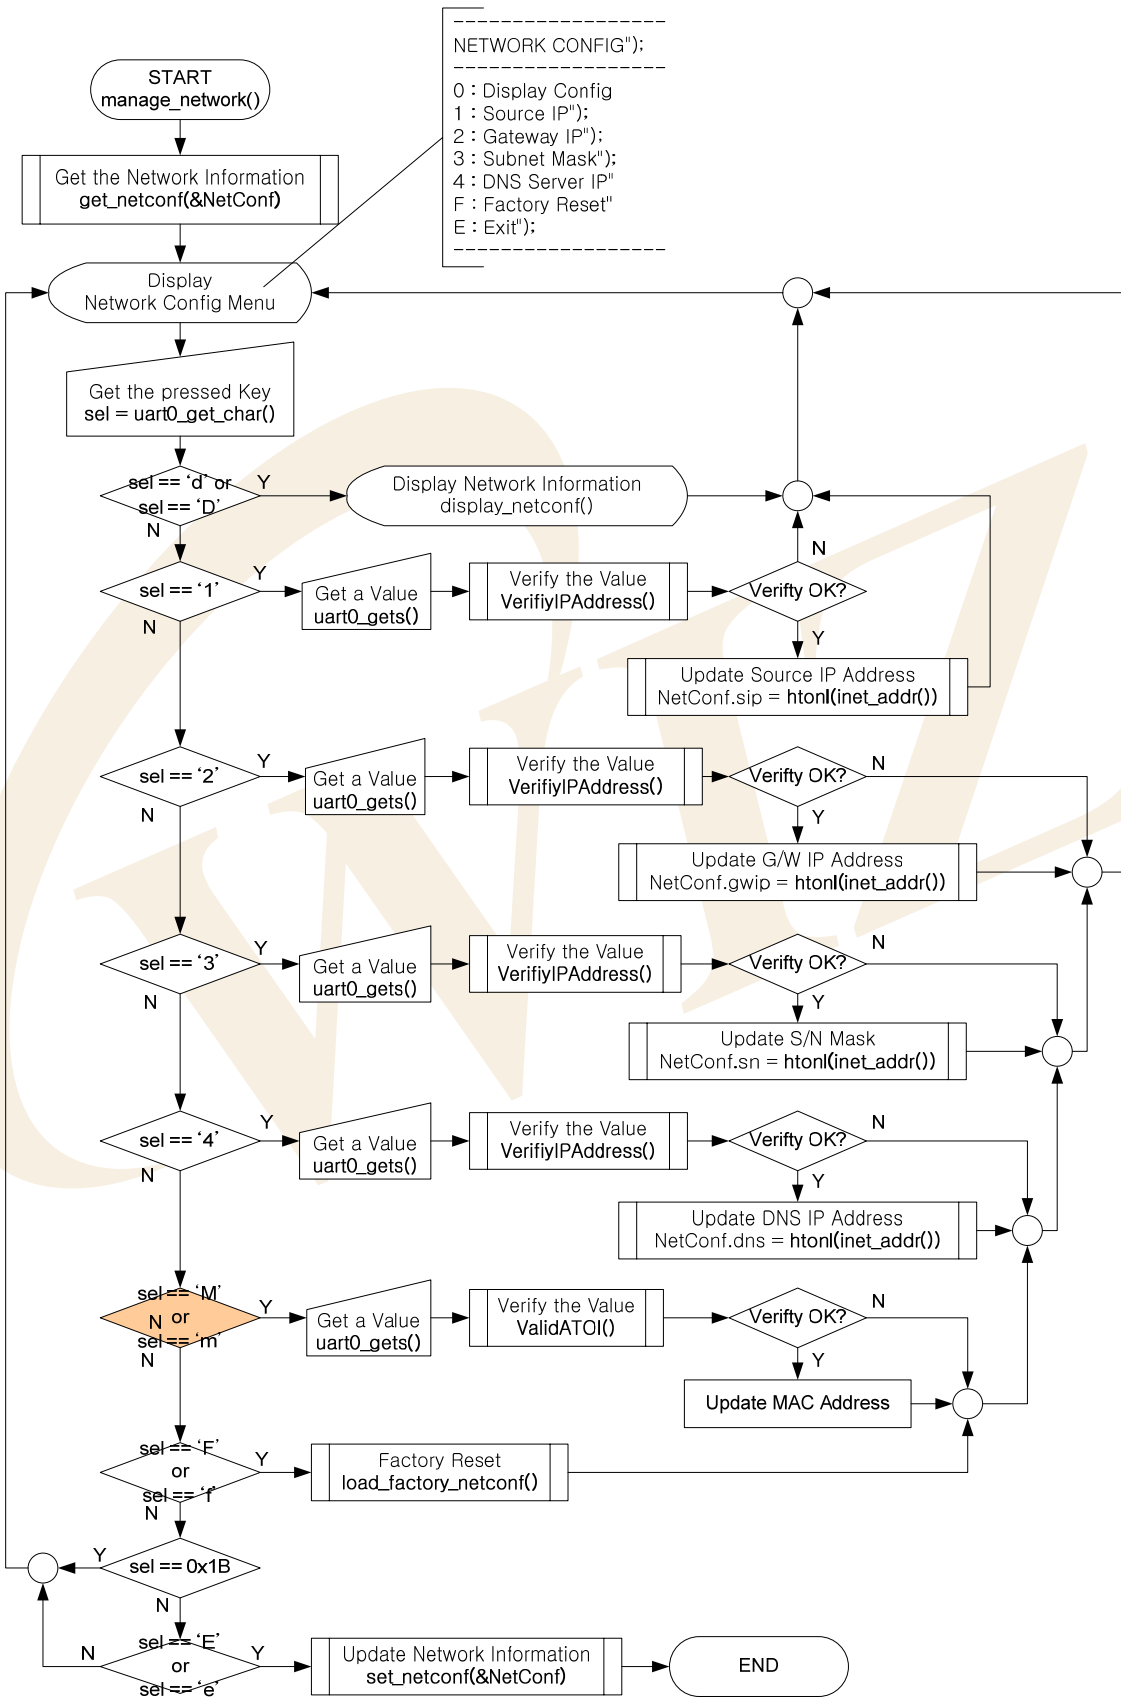 --------------------
NETWORK CONFIG");
--------------------
0 : Display Config
1 : Source IP");
2 : Gateway IP");
3 : Subnet Mask");
4 : DNS Server IP"
F : Factory Reset"
E : Exit");
--------------------
START
manage_network()
Get the Network Information
get_netconf(&NetConf)
Display
Network Config Menu
Get the pressed Key
sel = uart0_get_char()
sel == ‘d’ or
sel == ‘D’
Y
N
Display Network Information
display_netconf()
sel == ‘1’
Y
N
Get a Value
uart0_gets()
Verify the Value
VerifiyIPAddress()
Verifty OK?
N
Y
Update Source IP Address
NetConf.sip = htonl(inet_addr())
sel == ‘2’
Y
N
Get a Value
uart0_gets()
Verify the Value
VerifiyIPAddress()
Verifty OK?
N
Y
Update G/W IP Address
NetConf.gwip = htonl(inet_addr())
sel == ‘3’
Y
N
Get a Value
uart0_gets()
Verify the Value
VerifiyIPAddress()
Verifty OK?
N
Y
Update S/N Mask
NetConf.sn = htonl(inet_addr())
sel == ‘4’
Y
N
Get a Value
uart0_gets()
Verify the Value
VerifiyIPAddress()
Verifty OK?
N
Y
Update DNS IP Address
NetConf.dns = htonl(inet_addr())
sel == ‘M’
or
sel == ‘m’
Y
N
N
Get a Value
uart0_gets()
Verify the Value
ValidATOI()
Verifty OK?
N
Y
Update MAC Address
sel == ‘F’
or
sel == ‘f’
Y
N
Factory Reset
load_factory_netconf()
sel == 0x1B
Y
N
sel == ‘E’
or
sel == ‘e’
N
Y
Update Network Information
set_netconf(&NetConf)
END
WIZ